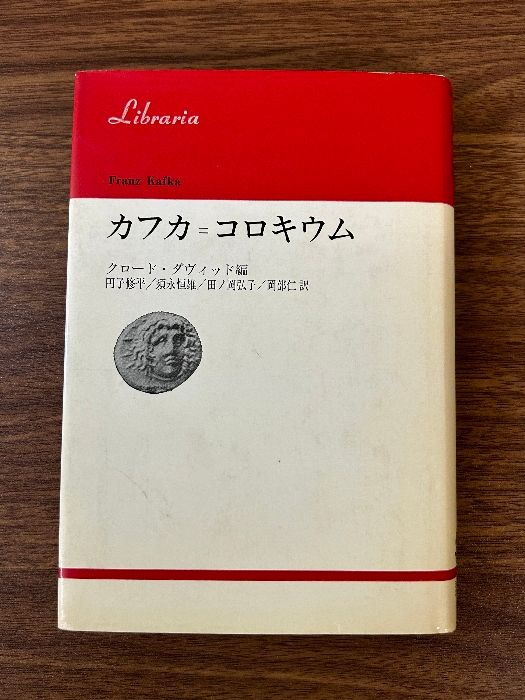 Libraria
Franz Kafka
カフカ=コロキウム
クロード・ダヴィッド編
円子修平/須永恒雄/田ノ岡弘子/岡部仁訳